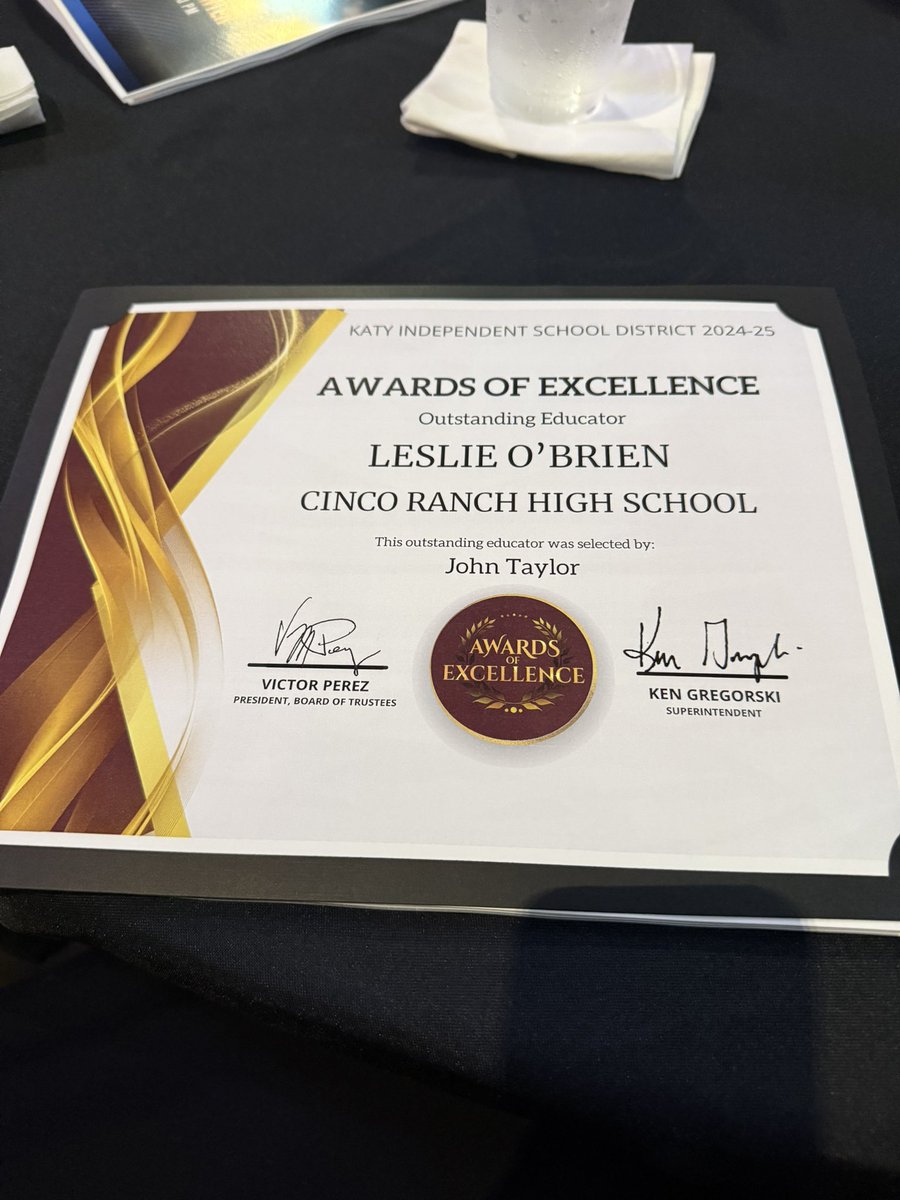 PM
KATY INDEPENDENT SCHOOL DISTRICT 2024-25
AWARDS OF EXCELLENCE
Outstanding Educator
LESLIE O’BRIEN
CINCO RANCH HIGH SCHOOL
This outstanding educator was selected by:
John Taylor
VICTOR PEREZ
PRESIDENT, BOARD OF TRUSTEES
AWARDS
OF
EXCELLENCE
KEN GREGORSKI
SUPERINTENDENT